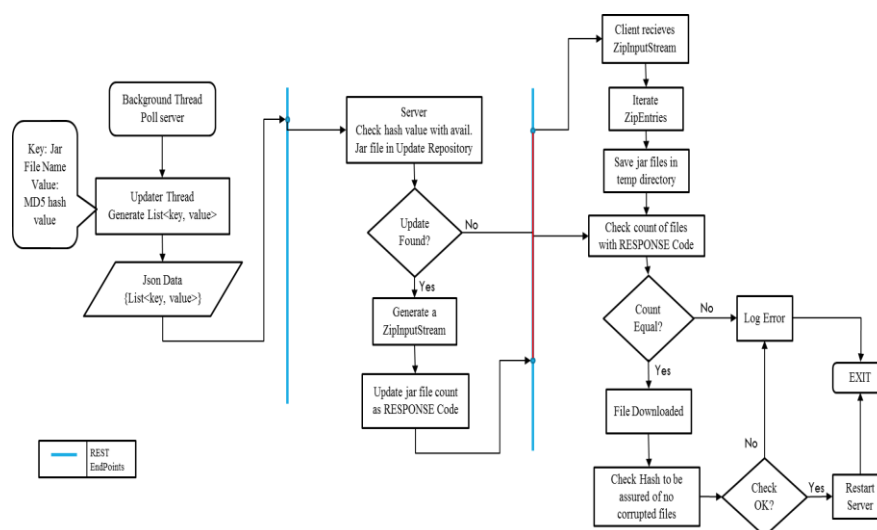 Background Thread
Poll server
Key: Jar
File Name
Value:
MD5 hash
value
Updater Thread
Generate List<key, value>
Json Data
{List<key, value>}
REST
EndPoints
Server
Check hash value with avail.
Jar file in Update Repository
Update
Found?
No
Yes
Generate a
ZipInputStream
Update jar file count
as RESPONSE Code
Client recieves
ZipInputStream
Iterate
ZipEntries
Save jar files in
temp directory
Check count of files
with RESPONSE Code
Count
Equal?
No
Log Error
EXIT
Yes
File Downloaded
Check Hash to be
assured of no
corrupted files
No
Check
OK?
Yes
Restart
Server